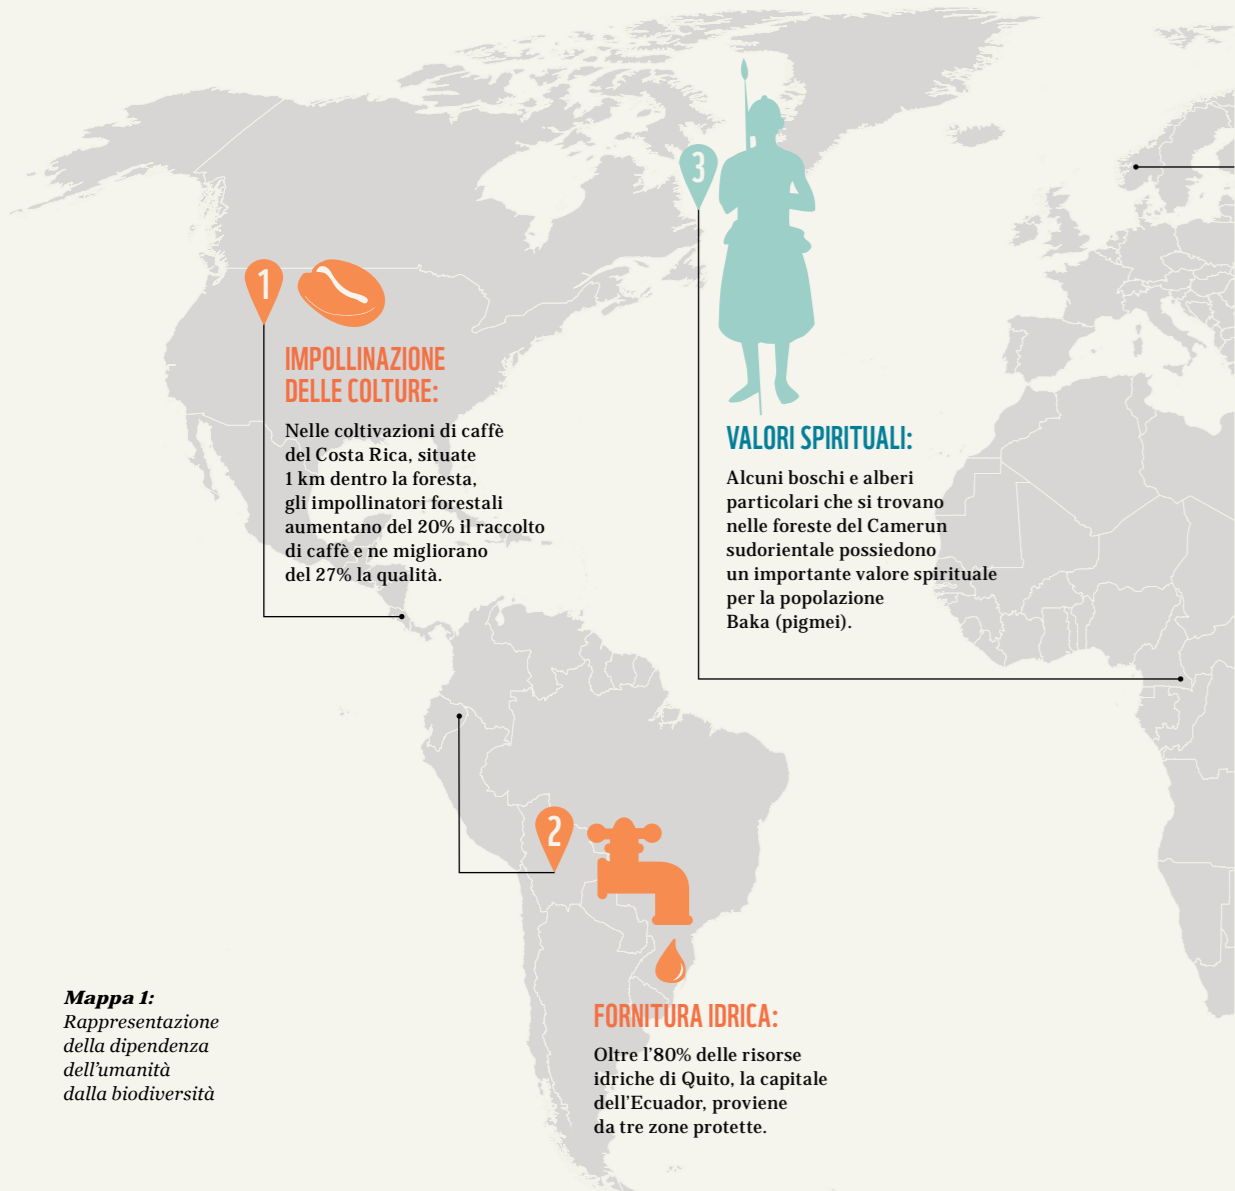 1
IMPOLLINAZIONE
DELLE COLTURE:
Nelle coltivazioni di caffè
del Costa Rica, situate
1 km dentro la foresta,
gli impollinatori forestali
aumentano del 20% il raccolto
di caffè e ne migliorano
del 27% la qualità.
3
VALORI SPIRITUALI:
Alcuni boschi e alberi
particolari che si trovano
nelle foreste del Camerun
sudorientale possiedono
un importante valore spirituale
per la popolazione
Baka (pigmei).
2
FORNITURA IDRICA:
Oltre l'80% delle risorse
idriche di Quito, la capitale
dell'Ecuador, proviene
da tre zone protette.
Mappa 1:
Rappresentazione
della dipendenza
dell'umanità
dalla biodiversità